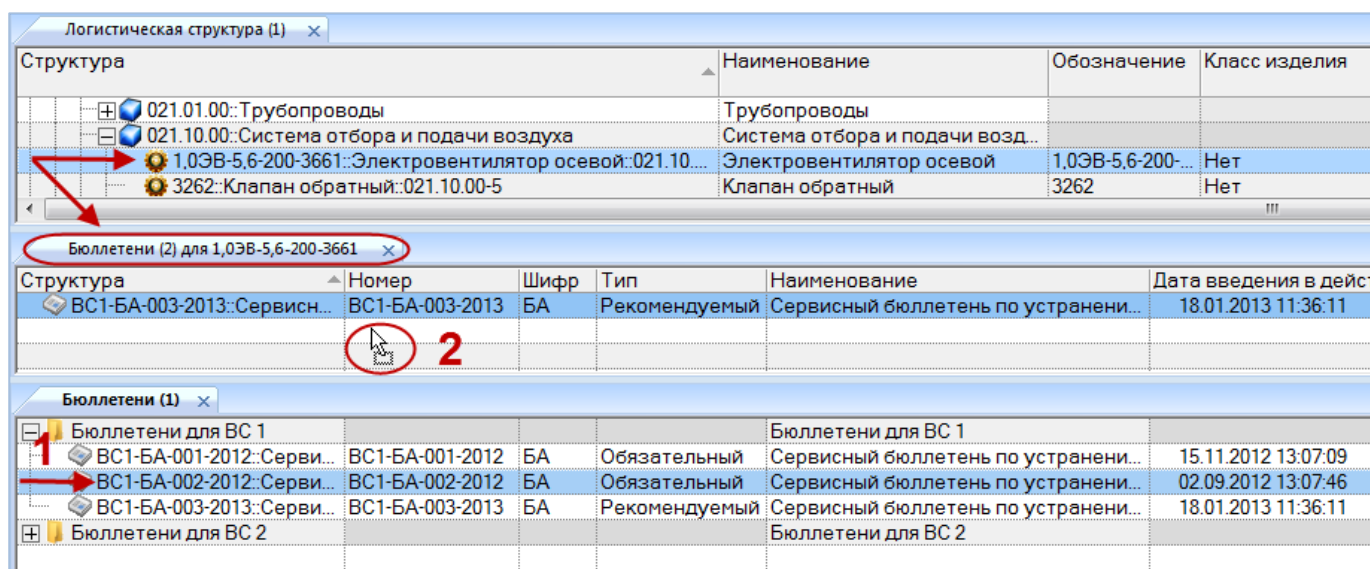 Логистическая структура (1)
Структура Наименование Обозначение Класс изделия
021.01.00::Трубопроводы Трубопроводы
021.10.00::Система отбора и подачи воздуха Система отбора и подачи возд...
1,0ЭВ-5,6-200-3661::Электровентилятор осевой::021.10.... Электровентилятор осевой 1,0ЭВ-5,6-200-... Нет
3262::Клапан обратный::021.10.00-5 Клапан обратный 3262 Нет
Бюллетени (2) для 1,0ЭВ-5,6-200-3661
Структура Номер Шифр Тип Наименование Дата введения в дейст
ВС1-БА-003-2013::Сервисн... ВС1-БА-003-2013 БА Рекомендуемый Сервисный бюллетень по устранени... 18.01.2013 11:36:11
2
Бюллетени (1)
Бюллетени для ВС 1 Бюллетени для ВС 1
1
ВС1-БА-001-2012::Серви... ВС1-БА-001-2012 БА Обязательный Сервисный бюллетень по устранени... 15.11.2012 13:07:09
ВС1-БА-002-2012::Серви... ВС1-БА-002-2012 БА Обязательный Сервисный бюллетень по устранени... 02.09.2012 13:07:46
ВС1-БА-003-2013::Серви... ВС1-БА-003-2013 БА Рекомендуемый Сервисный бюллетень по устранени... 18.01.2013 11:36:11
Бюллетени для ВС 2 Бюллетени для ВС 2